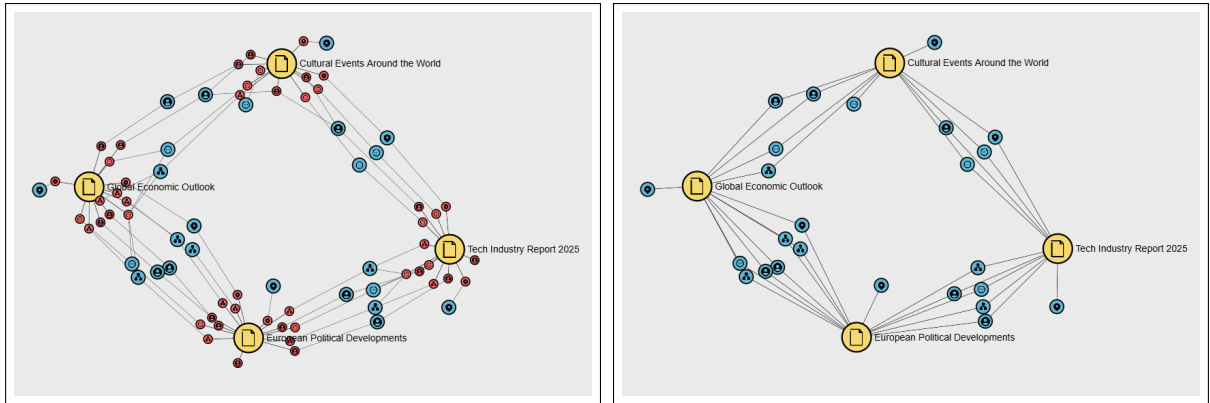 Cultural Events Around the World
Global Economic Outlook
Tech Industry Report 2025
European Political Developments
Cultural Events Around the World
Global Economic Outlook
Tech Industry Report 2025
European Political Developments